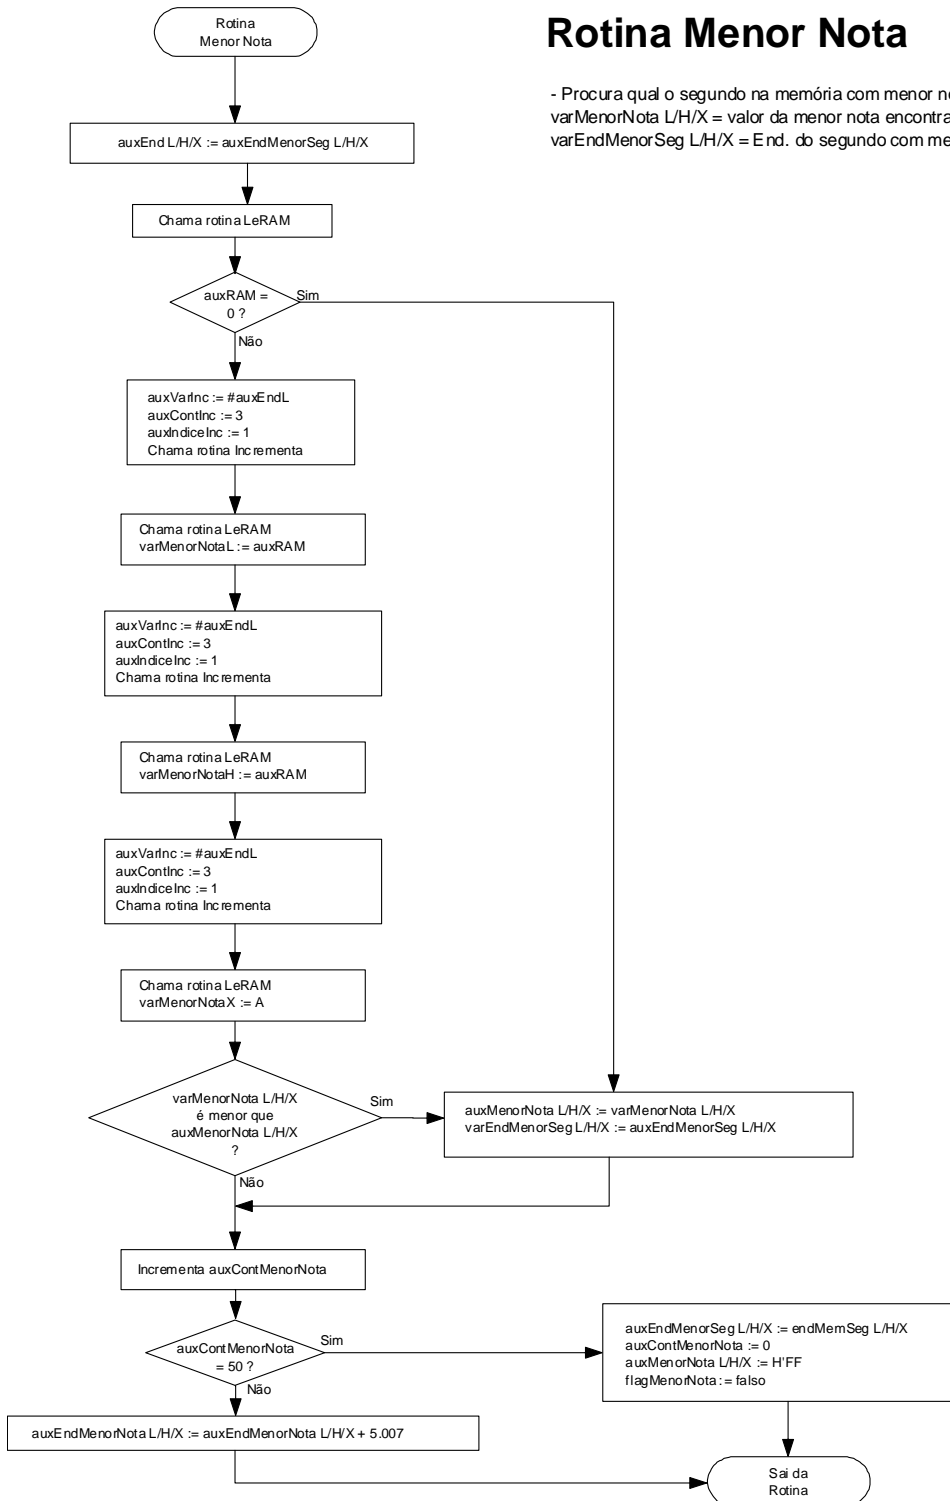 Rotina
Menor Nota
Rotina Menor Nota
- Procura qual o segundo na memória com menor
varMenorNota L/H/X = valor da menor nota
varEndMenorSeg L/H/X = End. do segundo com
auxEnd L/H/X := auxEndMenorSeg L/H/X
Chama rotina LeRAM
auxRAM =
0 ?
Sim
Não
auxVarInc := #auxEndL
auxContInc := 3
auxIndiceInc := 1
Chama rotina Incrementa
Chama rotina LeRAM
varMenorNotaL := auxRAM
auxVarInc := #auxEndL
auxContInc := 3
auxIndiceInc := 1
Chama rotina Incrementa
Chama rotina LeRAM
varMenorNotaH := auxRAM
auxVarInc := #auxEndL
auxContInc := 3
auxIndiceInc := 1
Chama rotina Incrementa
Chama rotina LeRAM
varMenorNotaX := A
varMenorNota L/H/X
é menor que
auxMenorNota L/H/X
?
Sim
Não
auxMenorNota L/H/X := varMenorNota L/H/X
varEndMenorSeg L/H/X := auxEndMenorSeg L/H/X
Incrementa auxContMenorNota
auxContMenorNota
= 50 ?
Sim
Não
auxEndMenorSeg L/H/X := endMemSeg L/H/X
auxContMenorNota := 0
auxMenorNota L/H/X := H'FF
flagMenorNota := falso
auxEndMenorNota L/H/X := auxEndMenorNota L/H/X + 5.007
Sai da
Rotina